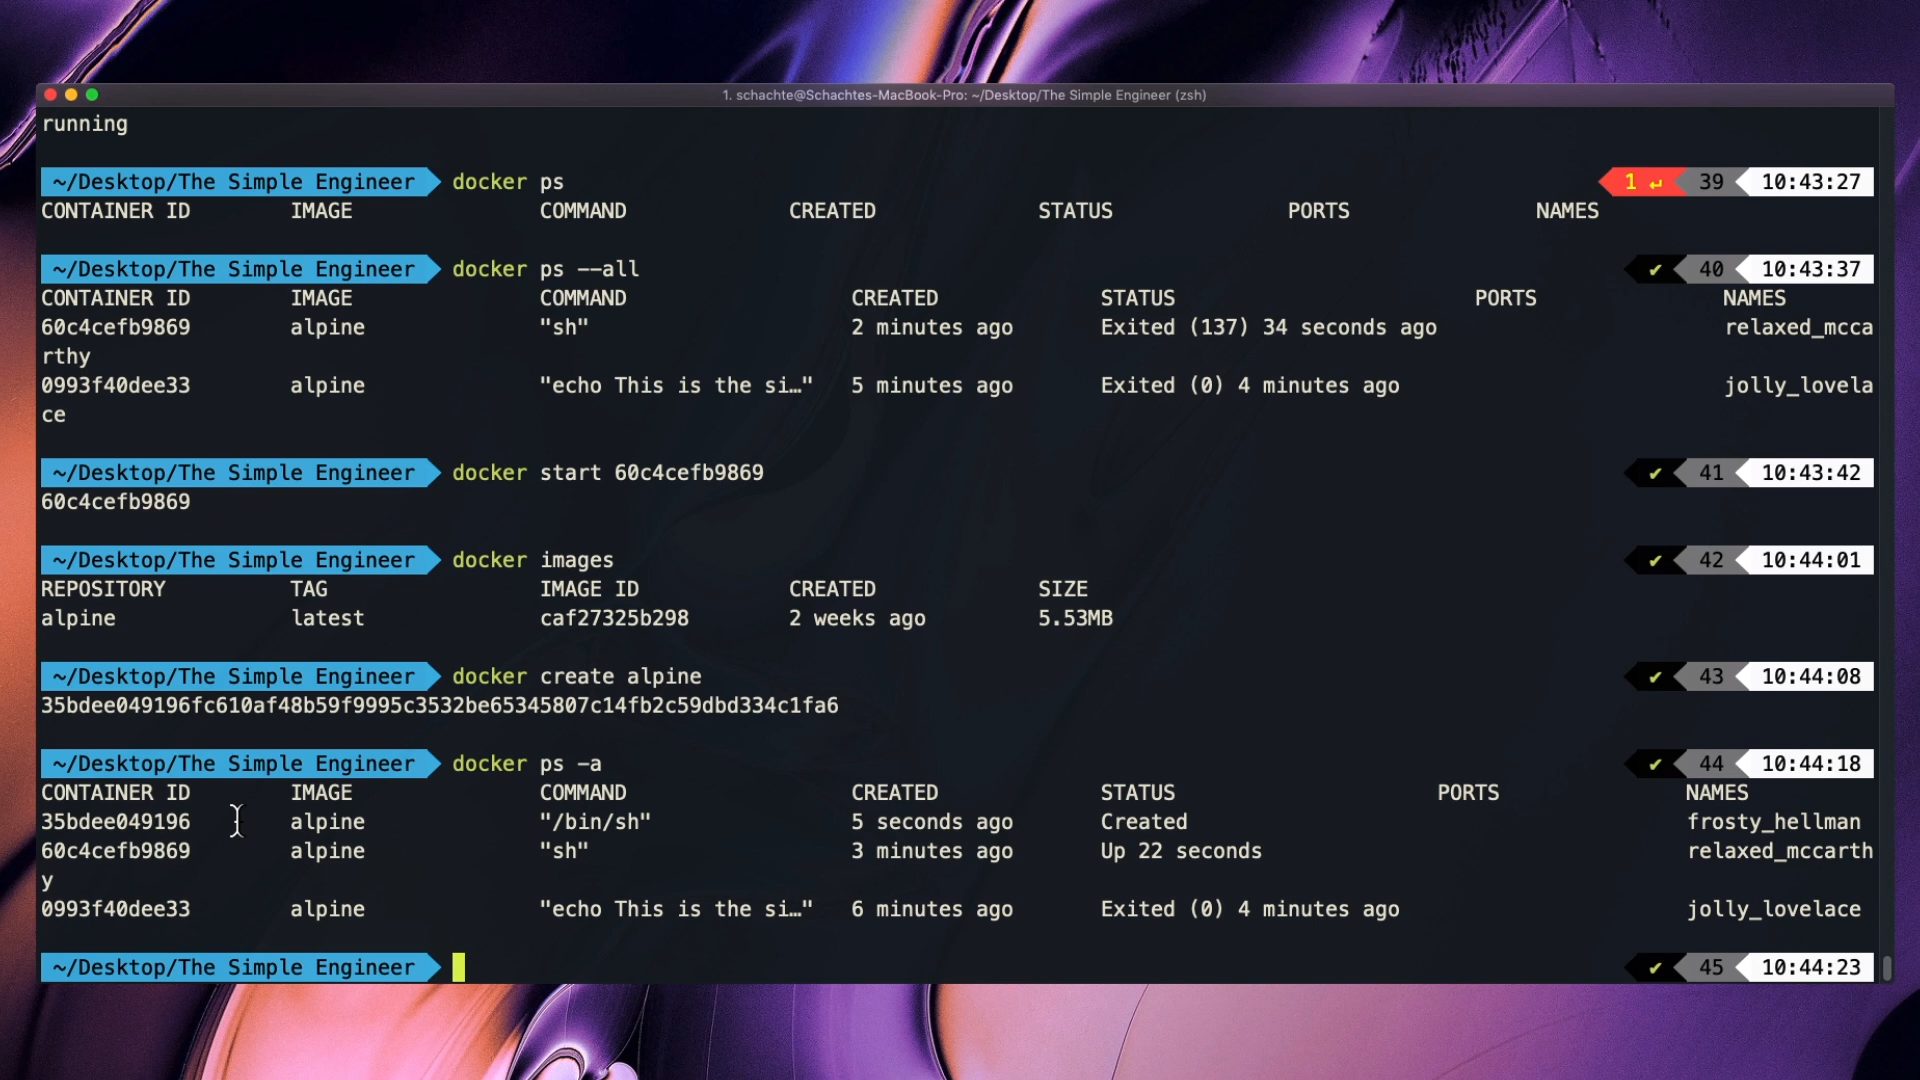 1. schachte@Schachtes-MacBook-Pro: ~/Desktop/The Simple Engineer (zsh)
running
~/Desktop/The Simple Engineer docker ps 1 ↵ 39 10:43:27
CONTAINER ID IMAGE COMMAND CREATED STATUS PORTS NAMES
~/Desktop/The Simple Engineer docker ps --all ✔ 40 10:43:37
CONTAINER ID IMAGE COMMAND CREATED STATUS PORTS NAMES
60c4cefb9869 alpine "sh" 2 minutes ago Exited (137) 34 seconds ago relaxed_mcca
rthy
0993f40dee33 alpine "echo This is the si…" 5 minutes ago Exited (0) 4 minutes ago jolly_lovela
ce
~/Desktop/The Simple Engineer docker start 60c4cefb9869 ✔ 41 10:43:42
60c4cefb9869
~/Desktop/The Simple Engineer docker images ✔ 42 10:44:01
REPOSITORY TAG IMAGE ID CREATED SIZE
alpine latest caf27325b298 2 weeks ago 5.53MB
~/Desktop/The Simple Engineer docker create alpine ✔ 43 10:44:08
35bdee049196fc610af48b59f9995c3532be65345807c14fb2c59dbd334c1fa6
~/Desktop/The Simple Engineer docker ps -a ✔ 44 10:44:18
CONTAINER ID IMAGE COMMAND CREATED STATUS PORTS NAMES
35bdee049196 alpine "/bin/sh" 5 seconds ago Created frosty_hellman
60c4cefb9869 alpine "sh" 3 minutes ago Up 22 seconds relaxed_mccarth
y
0993f40dee33 alpine "echo This is the si…" 6 minutes ago Exited (0) 4 minutes ago jolly_lovelace
~/Desktop/The Simple Engineer ✔ 45 10:44:23